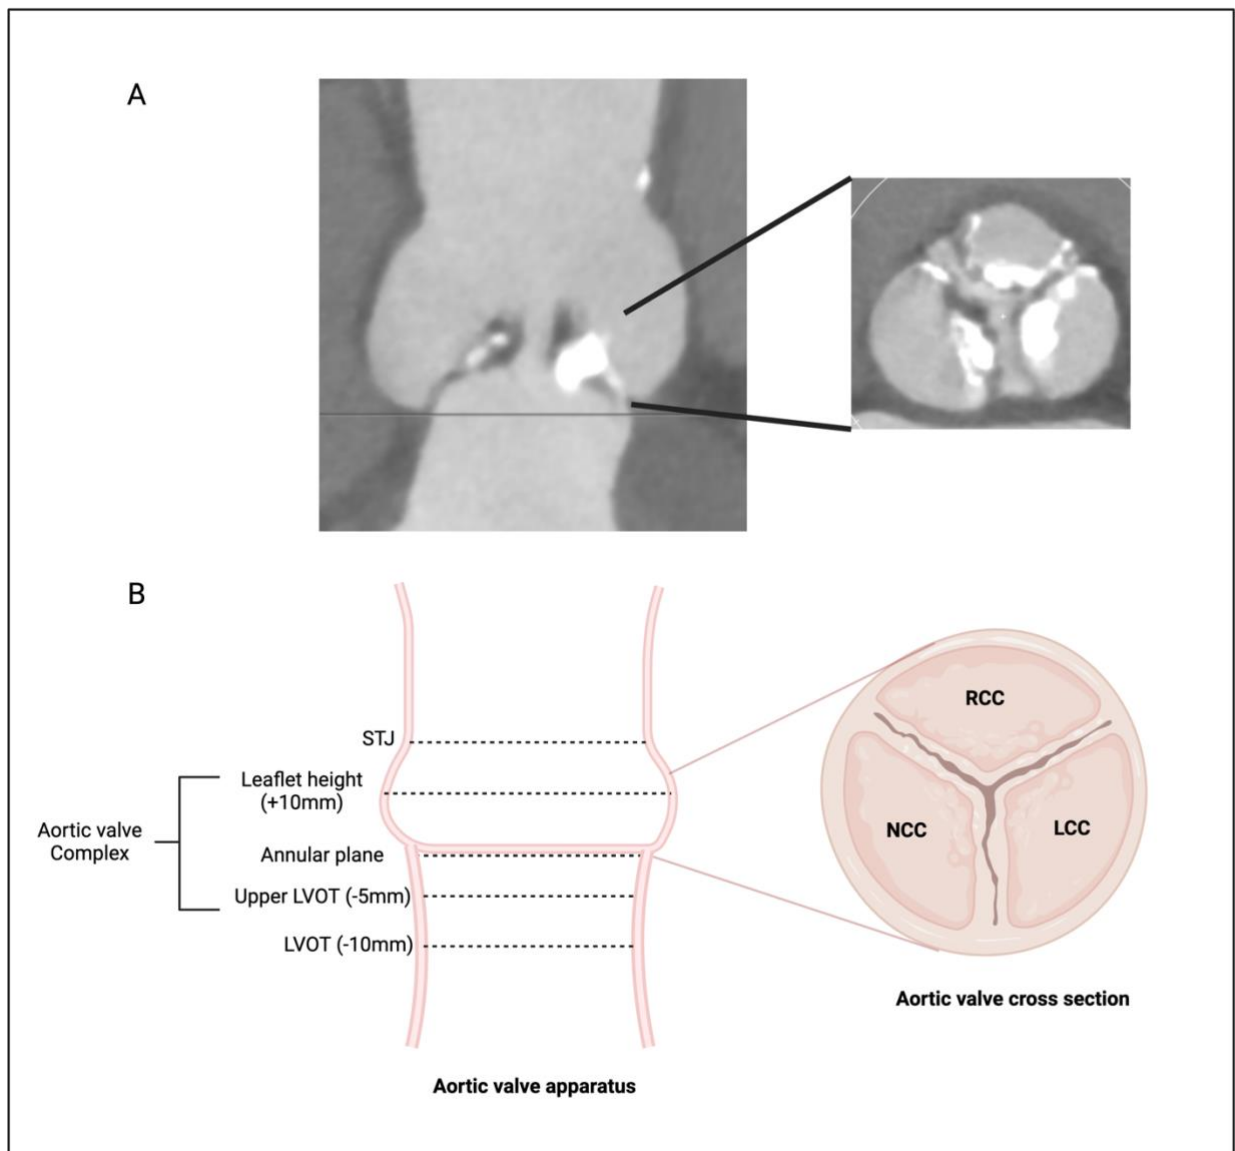 A
B
STJ
Leaflet height
(+10mm)
Aortic valve
Complex
Annular plane
Upper LVOT (-5mm)
LVOT (-10mm)
RCC
NCC
LCC
Aortic valve cross section
Aortic valve apparatus